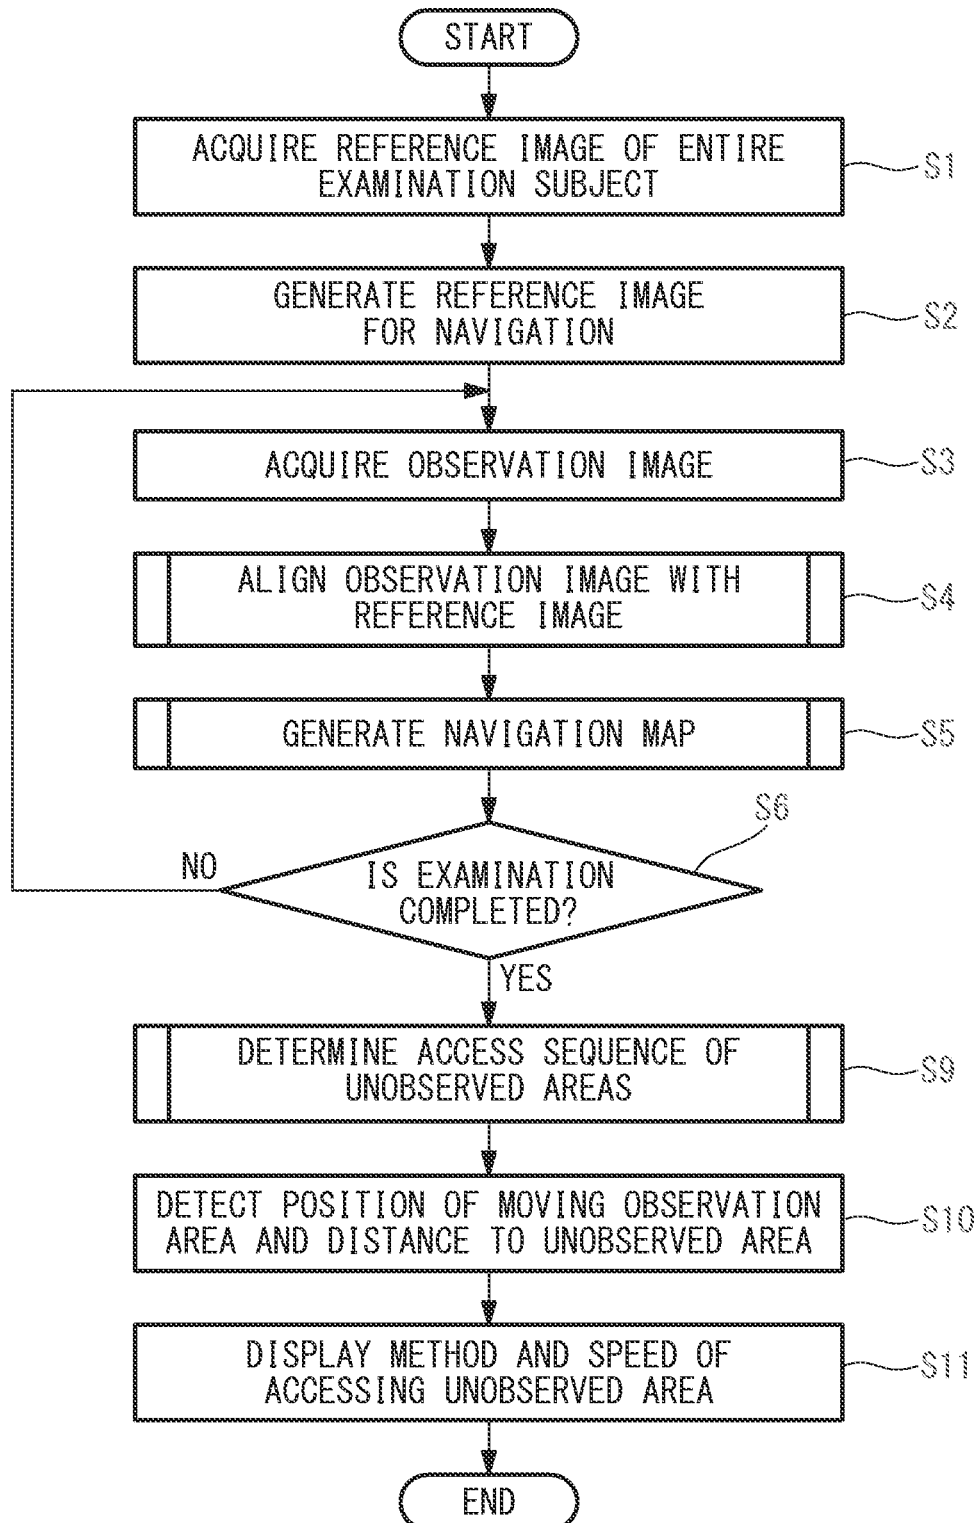 START
ACQUIRE REFERENCE IMAGE OF ENTIRE
EXAMINATION SUBJECT
S1
GENERATE REFERENCE IMAGE
FOR NAVIGATION
S2
ACQUIRE OBSERVATION IMAGE
S3
ALIGN OBSERVATION IMAGE WITH
REFERENCE IMAGE
S4
GENERATE NAVIGATION MAP
S5
S6
NO
IS EXAMINATION
COMPLETED?
YES
DETERMINE ACCESS SEQUENCE OF
UNOBSERVED AREAS
S9
DETECT POSITION OF MOVING OBSERVATION
AREA AND DISTANCE TO UNOBSERVED AREA
S10
DISPLAY METHOD AND SPEED OF
ACCESSING UNOBSERVED AREA
S11
END